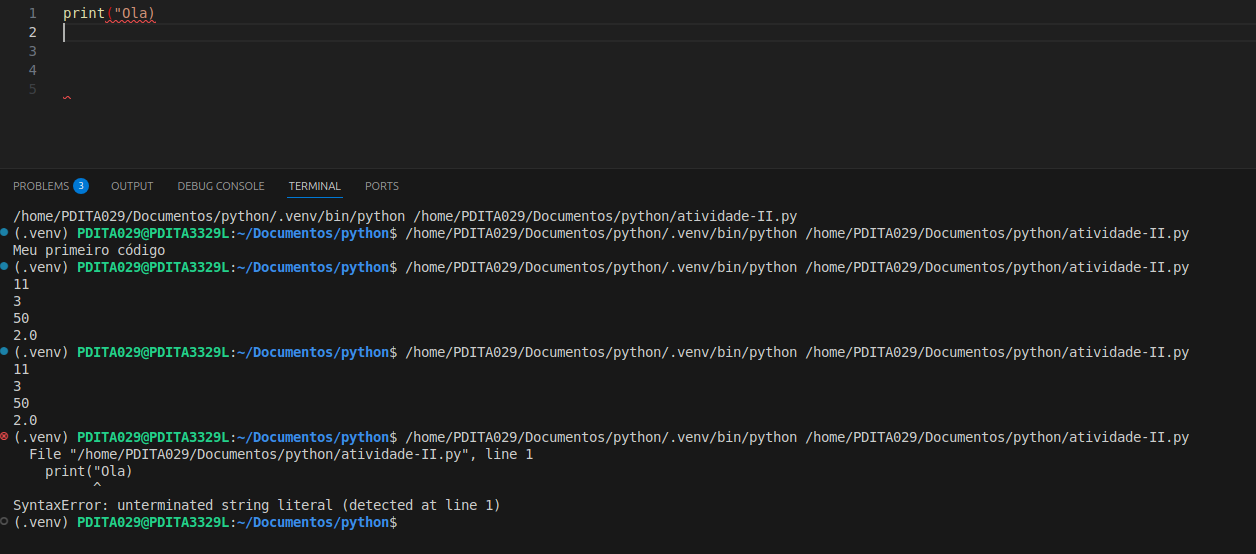 1 print("Ola)
2
3
4
5
PROBLEMS 3 OUTPUT DEBUG CONSOLE TERMINAL PORTS
/home/PDITA029/Documentos/python/.venv/bin/python /home/PDITA029/Documentos/python/atividade-II.py
(.venv) PDITA029@PDITA3329L:~/Documentos/python$ /home/PDITA029/Documentos/python/.venv/bin/python /home/PDITA029/Documentos/python/atividade-II.py
Meu primeiro código
(.venv) PDITA029@PDITA3329L:~/Documentos/python$ /home/PDITA029/Documentos/python/.venv/bin/python /home/PDITA029/Documentos/python/atividade-II.py
11
3
50
2.0
(.venv) PDITA029@PDITA3329L:~/Documentos/python$ /home/PDITA029/Documentos/python/.venv/bin/python /home/PDITA029/Documentos/python/atividade-II.py
11
3
50
2.0
(.venv) PDITA029@PDITA3329L:~/Documentos/python$ /home/PDITA029/Documentos/python/.venv/bin/python /home/PDITA029/Documentos/python/atividade-II.py
  File "/home/PDITA029/Documentos/python/atividade-II.py", line 1
    print("Ola)
          ^
SyntaxError: unterminated string literal (detected at line 1)
(.venv) PDITA029@PDITA3329L:~/Documentos/python$